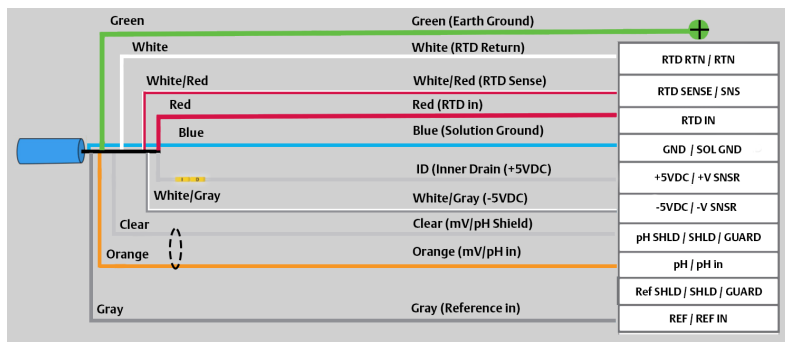 Green
Green (Earth Ground)
White
White (RTD Return)
RTD RTN / RTN
White/Red
White/Red (RTD Sense)
RTD SENSE / SNS
Red
Red (RTD in)
RTD IN
Blue
Blue (Solution Ground)
GND / SOL GND
ID (Inner Drain (+5VDC)
+5VDC / +V SNSR
White/Gray
White/Gray (-5VDC)
-5VDC / -V SNSR
Clear
Clear (mV/pH Shield)
pH SHLD / SHLD / GUARD
Orange
Orange (mV/pH in)
pH / pH in
Ref SHLD / SHLD / GUARD
Gray
Gray (Reference in)
REF / REF IN